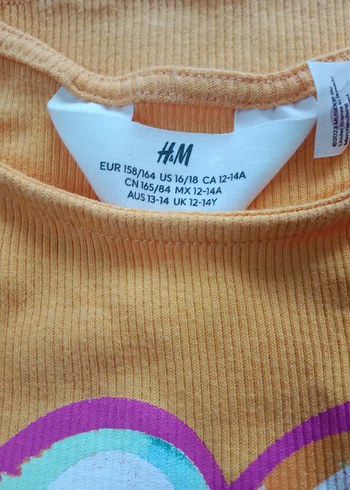 H&M
EUR 158/164 US 16/18 CA 12-14A
CN 165/84 MX 12-14A
AUS 13-14 UK 12-14Y